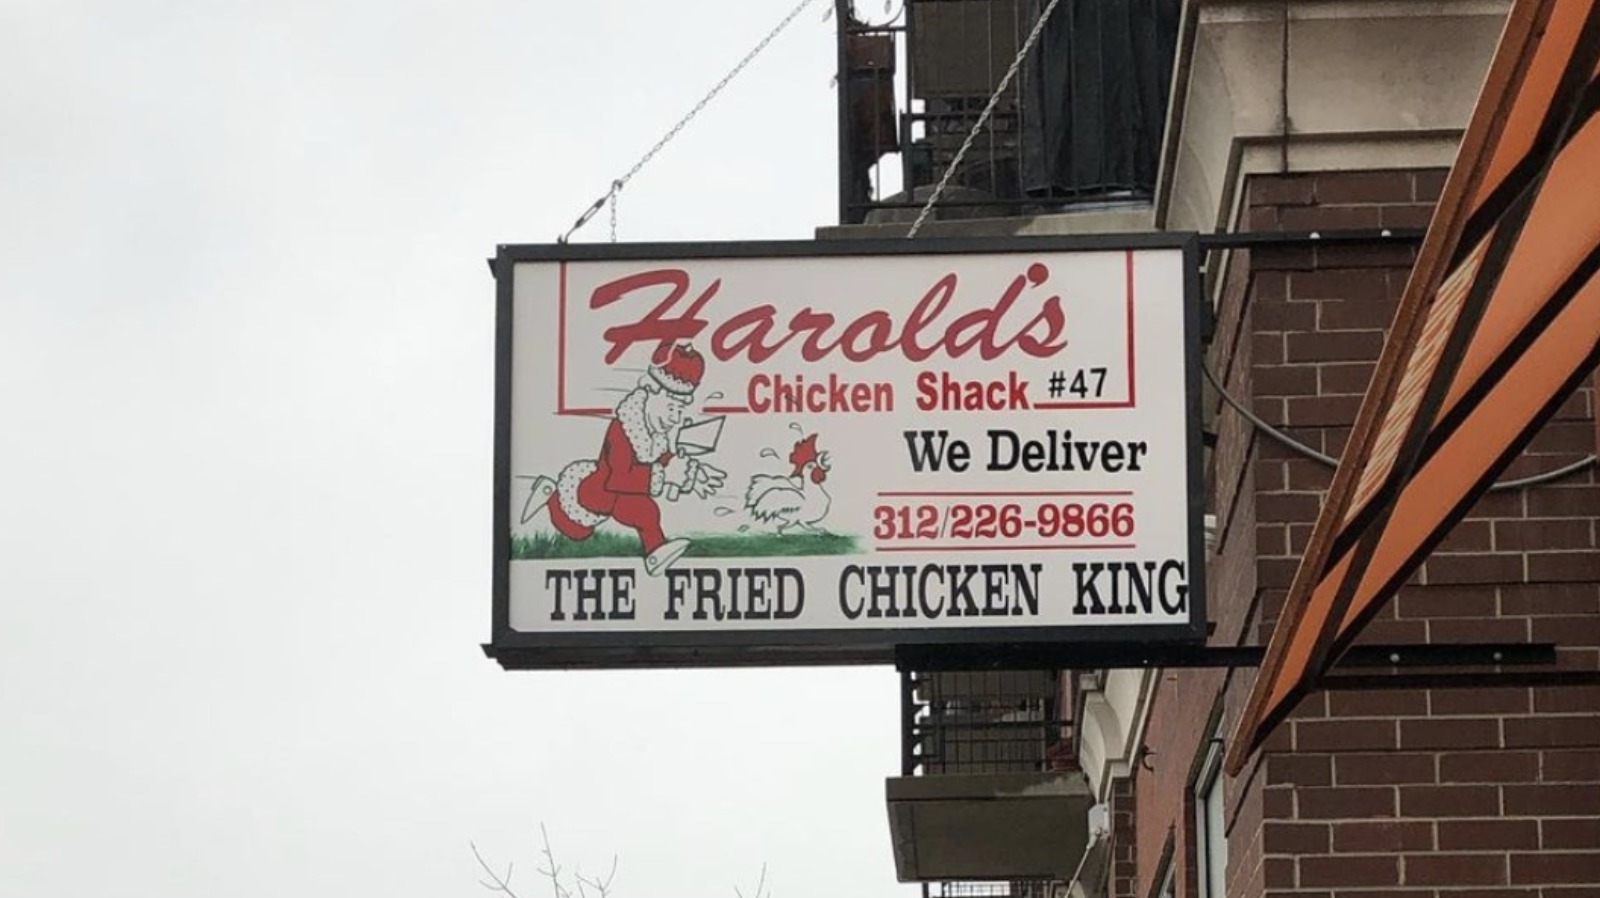 Harold's
Chicken Shack #47
We Deliver
312/226-9866
THE FRIED CHICKEN KING